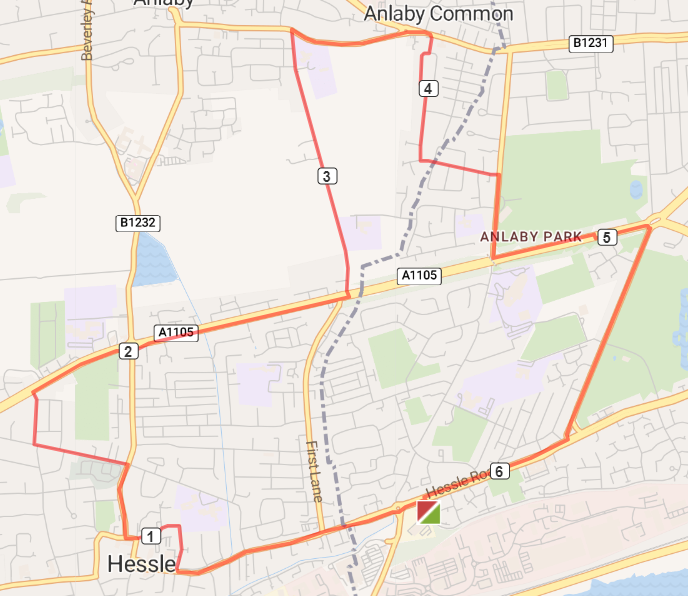 Anlaby
Anlaby Common
Beverley
B1231
4
3
B1232
ANLABY PARK
5
A1105
A1105
2
First Lane
Hessle Ro
6
1
Hessle